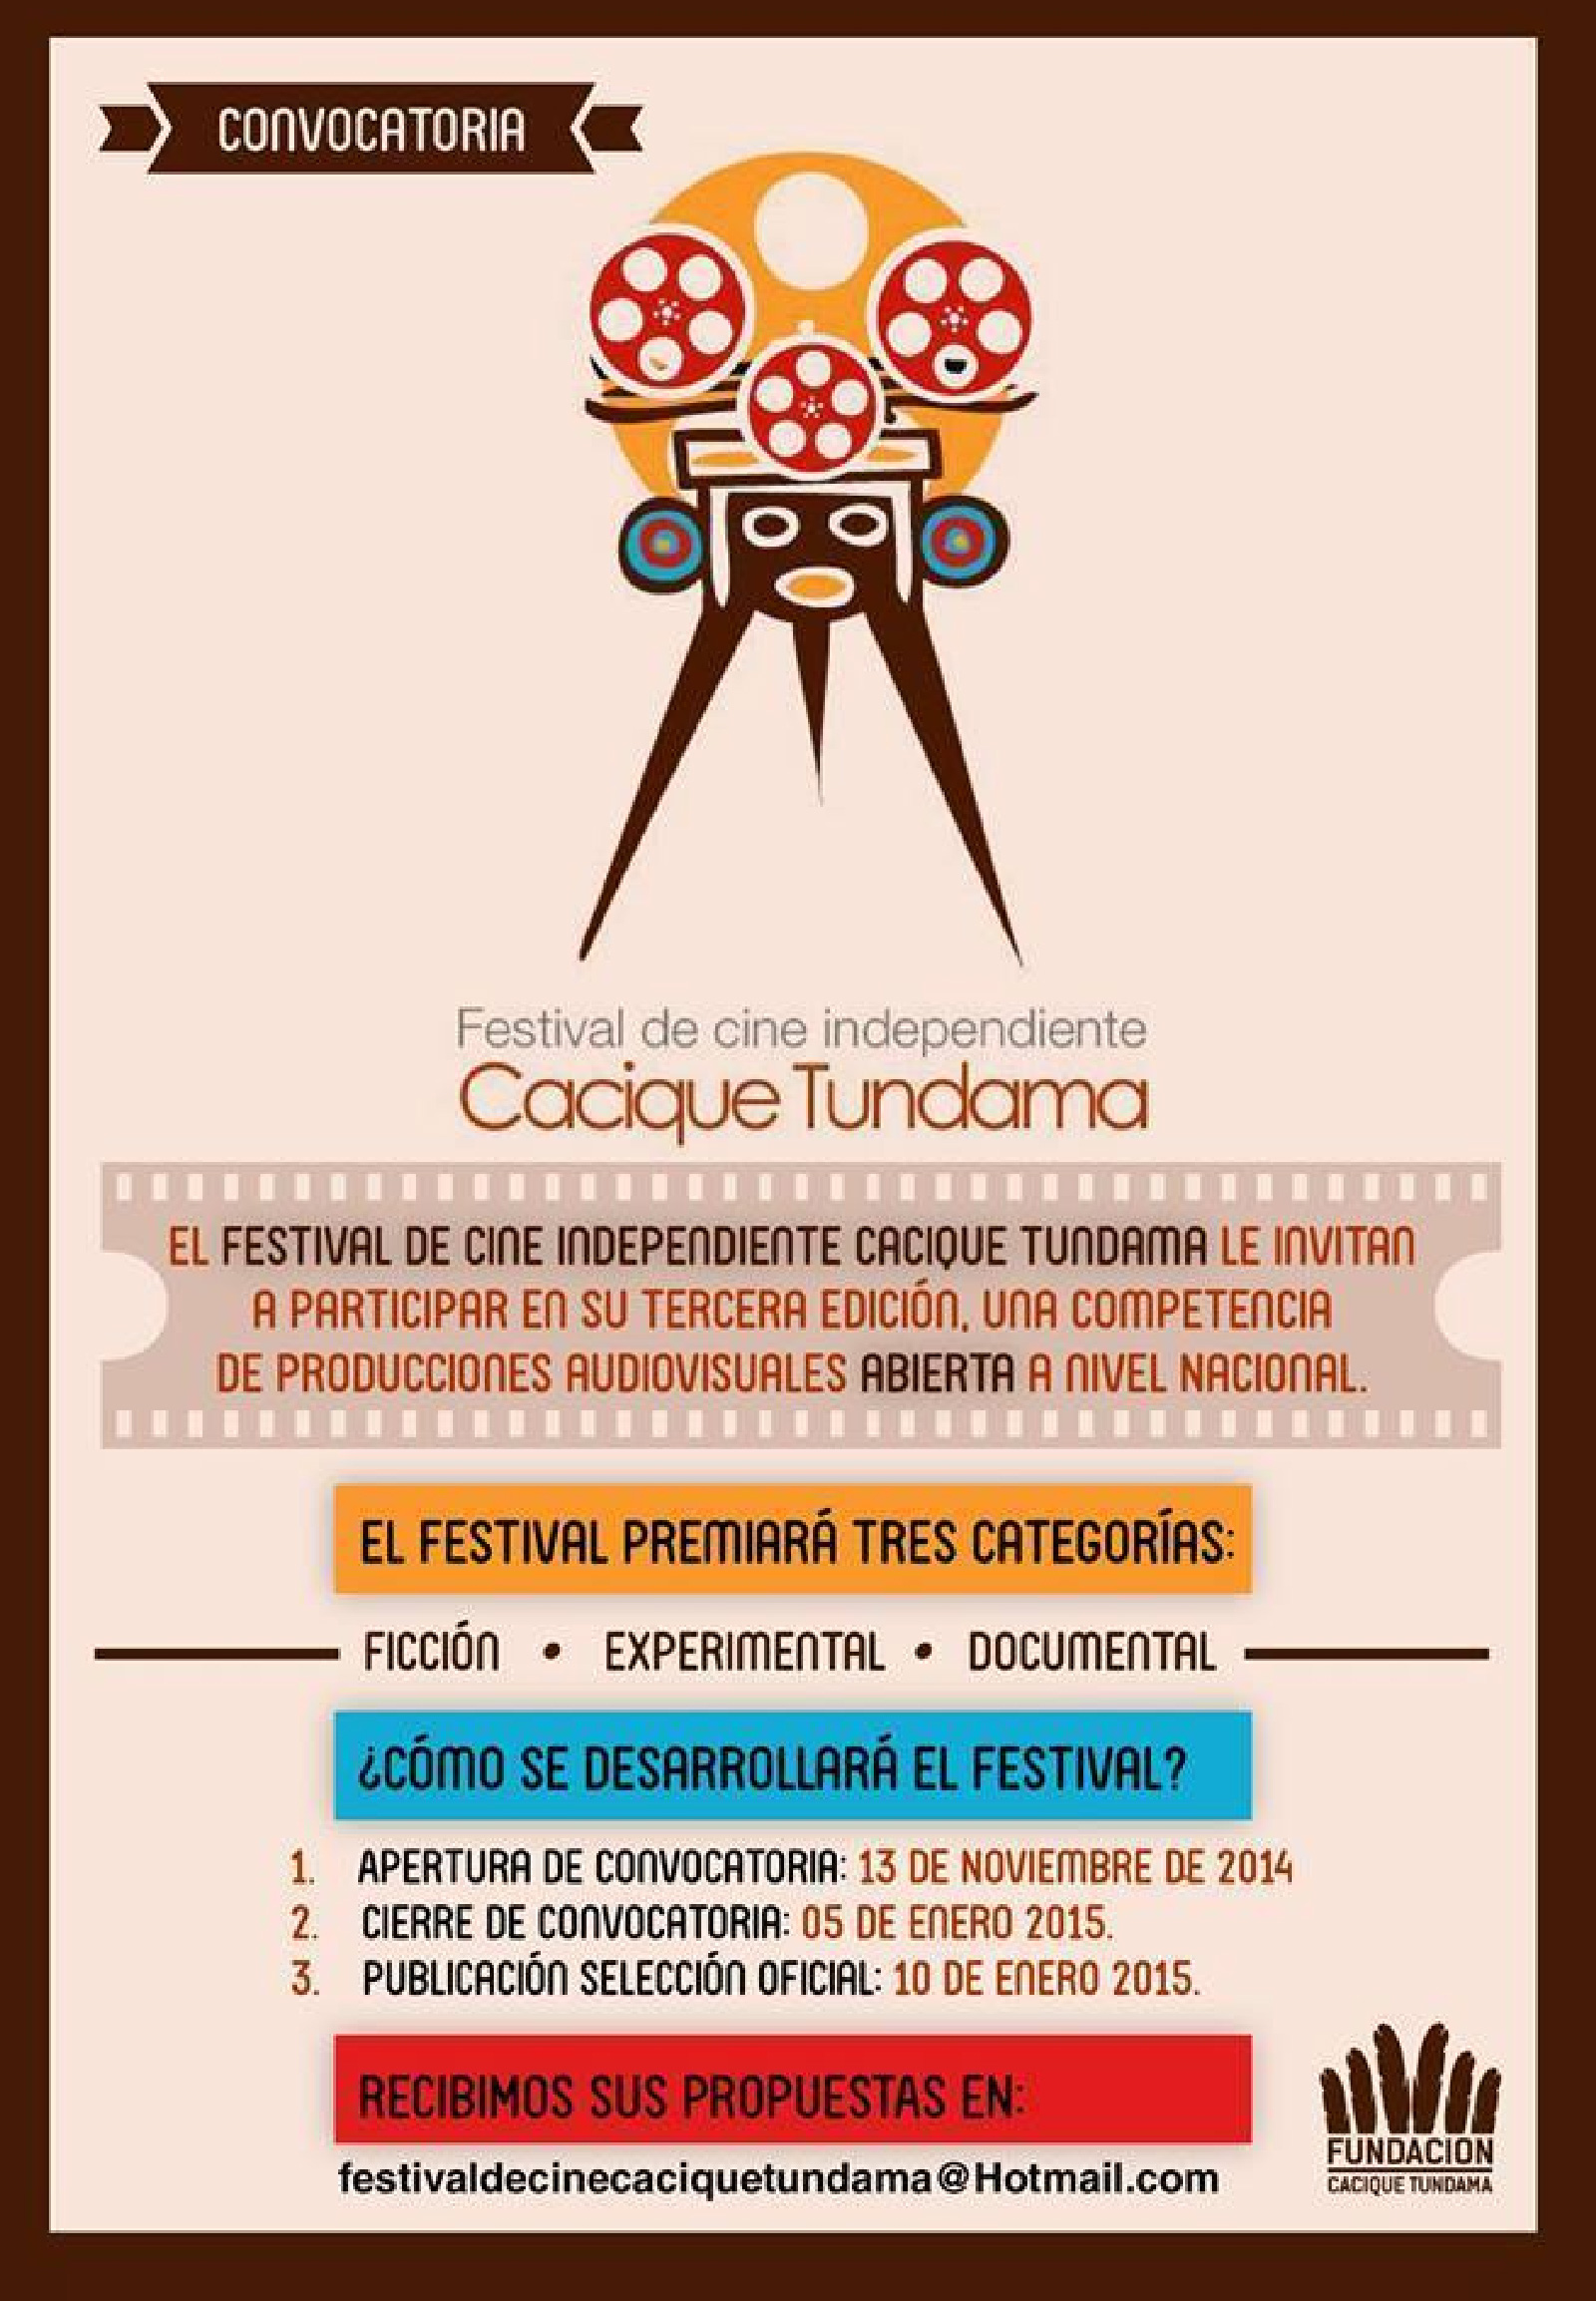 CONVOCATORIA
Festival de cine independiente
Cacique Tundama
EL FESTIVAL DE CINE INDEPENDIENTE CACIQUE TUNDAMA LE INVITAN
A PARTICIPAR EN SU TERCERA EDICIÓN, UNA COMPETENCIA
DE PRODUCCIONES AUDIOVISUALES ABIERTA A NIVEL NACIONAL.
EL FESTIVAL PREMIARÁ TRES CATEGORÍAS:
FICCIÓN • EXPERIMENTAL • DOCUMENTAL
¿CÓMO SE DESARROLLARÁ EL FESTIVAL?
1. APERTURA DE CONVOCATORIA: 13 DE NOVIEMBRE DE 2014
2. CIERRE DE CONVOCATORIA: 05 DE ENERO 2015.
3. PUBLICACIÓN SELECCIÓN OFICIAL: 10 DE ENERO 2015.
RECIBIMOS SUS PROPUESTAS EN:
festivaldecinecaciquetundama@Hotmail.com
FUNDACION
CACIQUE TUNDAMA